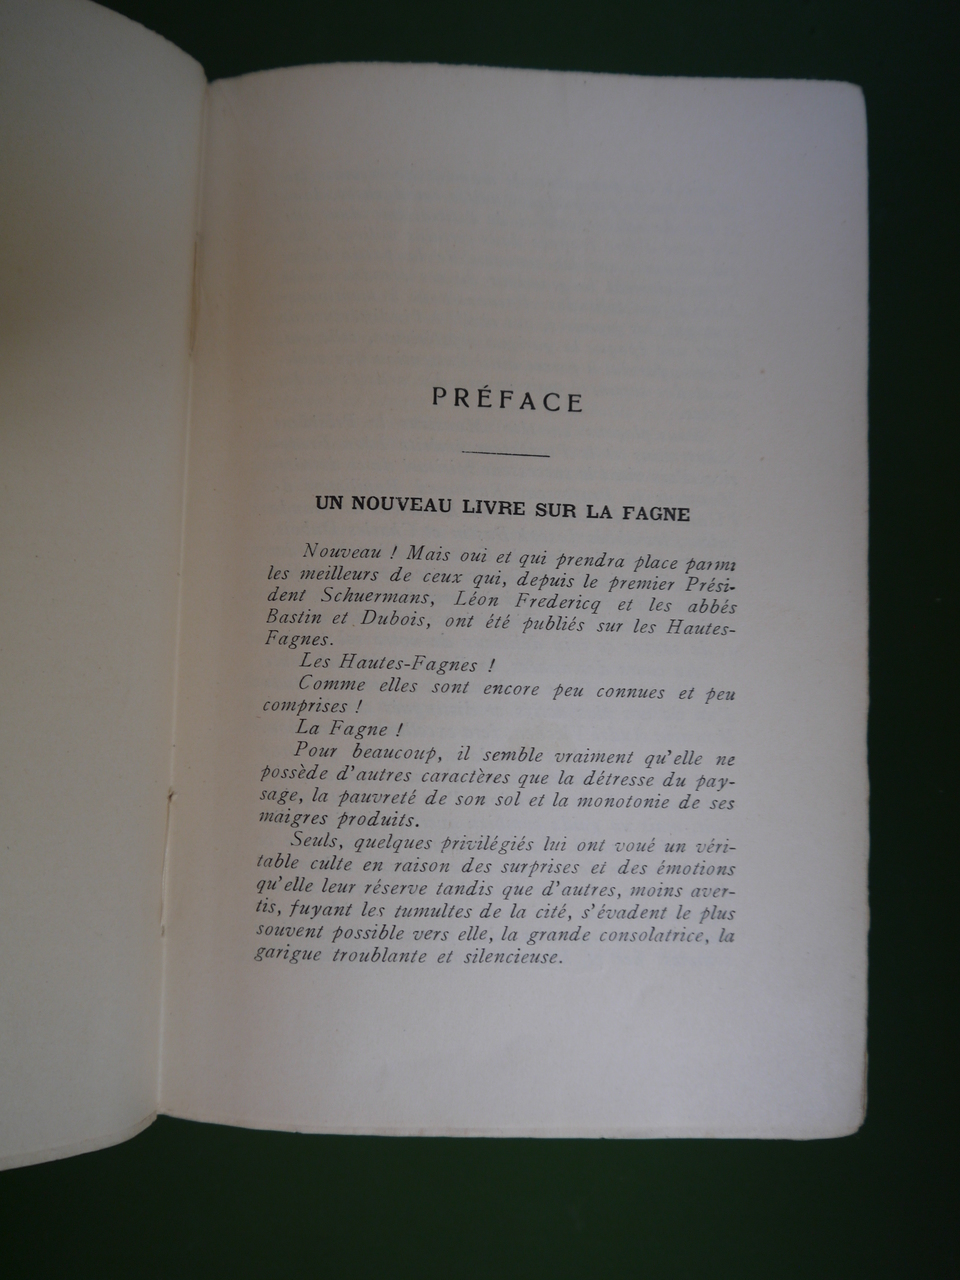 PRÉFACE
UN NOUVEAU LIVRE SUR LA FAGNE
Nouveau ! Mais oui et qui prendra place parmi
les meilleurs de ceux qui, depuis le premier Prési-
dent Schuermans, Léon Fredericq et les abbés
Bastin et Dubois, ont été publiés sur les Hautes-
Fagnes.
Les Hautes-Fagnes !
Comme elles sont encore peu connues et peu
comprises !
La Fagne !
Pour beaucoup, il semble vraiment qu'elle ne
possède d'autres caractères que la détresse du pay-
sage, la pauvreté de son sol et la monotonie de ses
maigres produits.
Seuls, quelques privilégiés lui ont voué un véri-
table culte en raison des surprises et des émotions
qu'elle leur réserve tandis que d'autres, moins aver-
tis, fuyant les tumultes de la cité, s'évadent le plus
souvent possible vers elle, la grande consolatrice, la
garigue troublante et silencieuse.